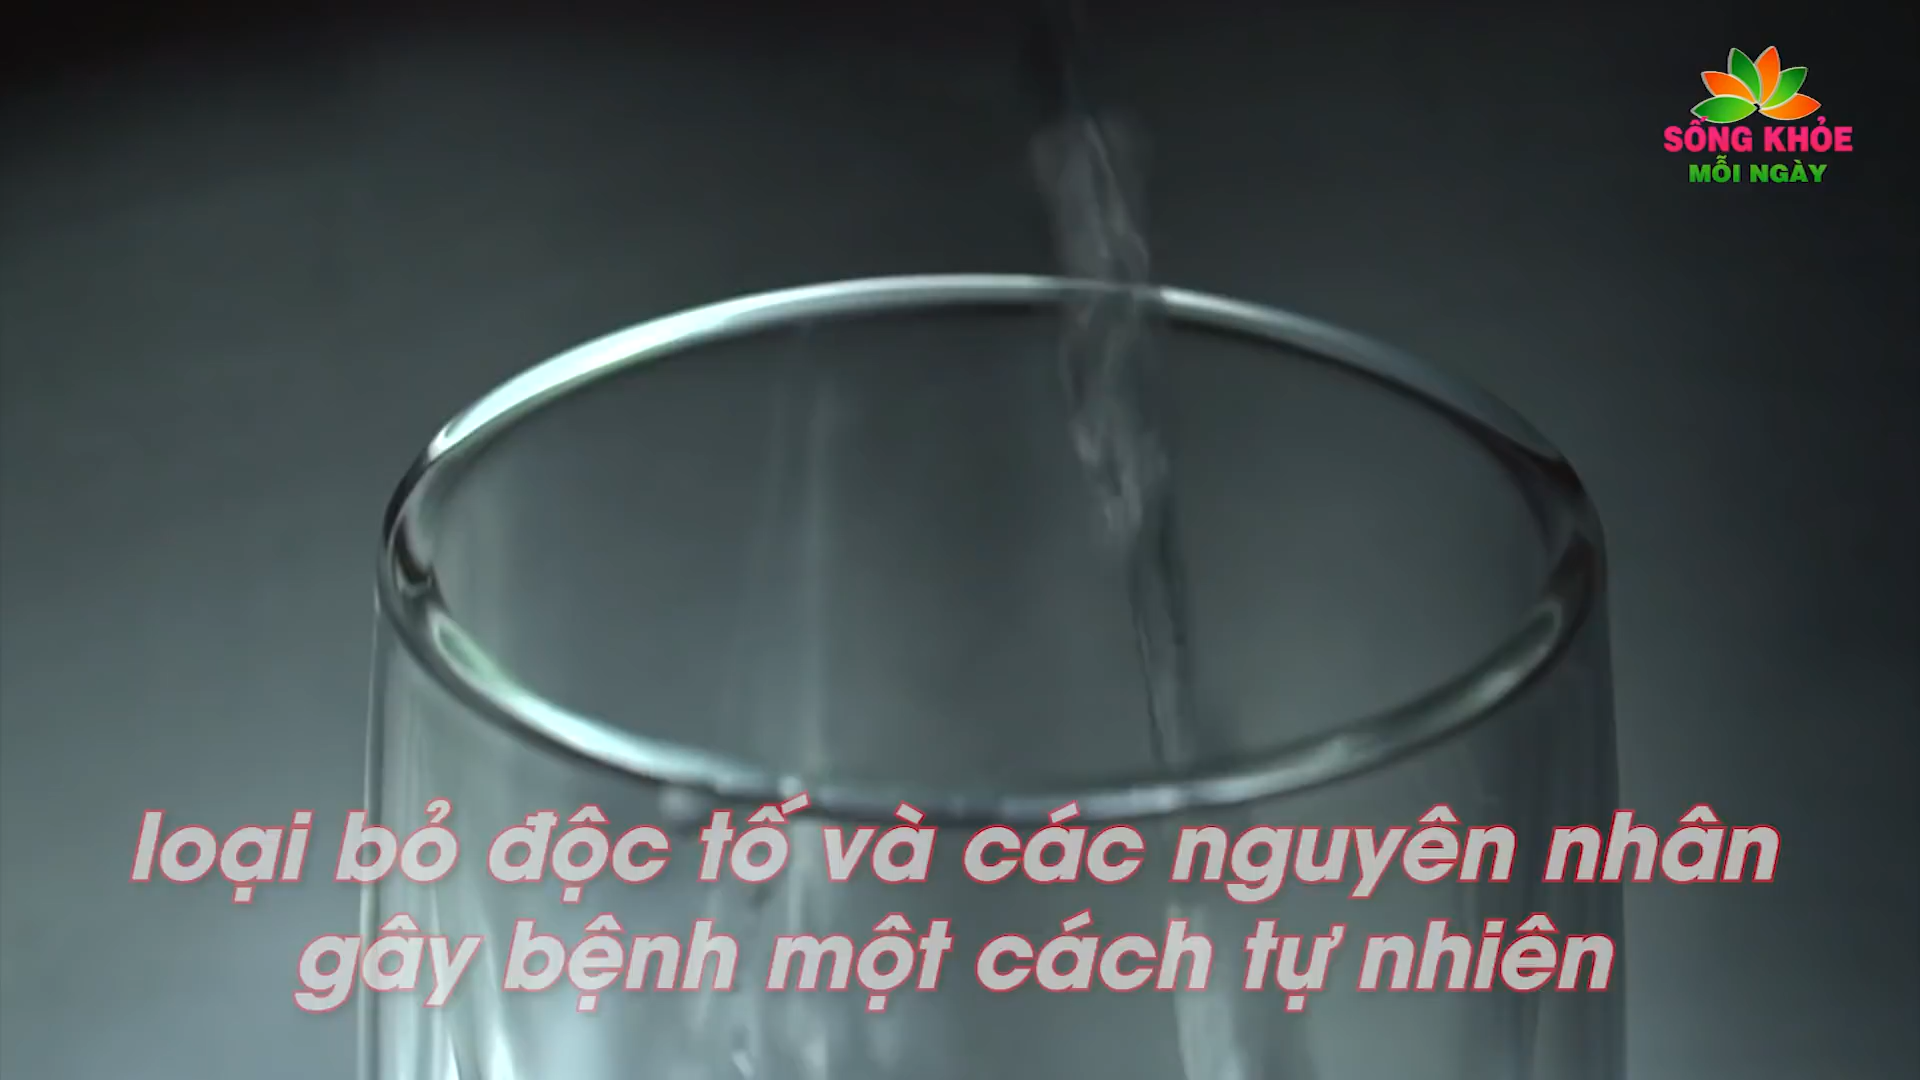 SỐNG KHỎE
MỖI NGÀY
loại bỏ độc tố và các nguyên nhân
gây bệnh một cách tự nhiên